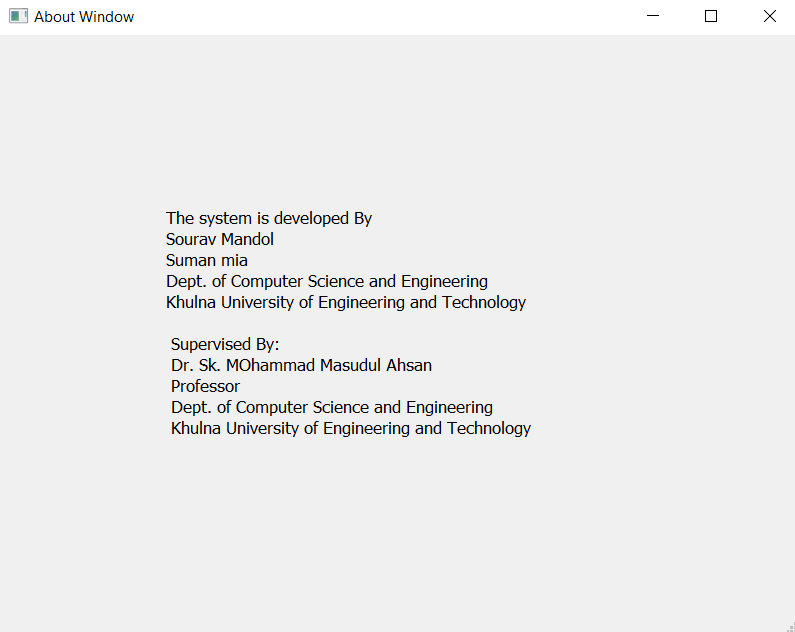 About Window
The system is developed By
Sourav Mandol
Suman mia
Dept. of Computer Science and Engineering
Khulna University of Engineering and Technology
Supervised By:
Dr. Sk. MOhammad Masudul Ahsan
Professor
Dept. of Computer Science and Engineering
Khulna University of Engineering and Technology